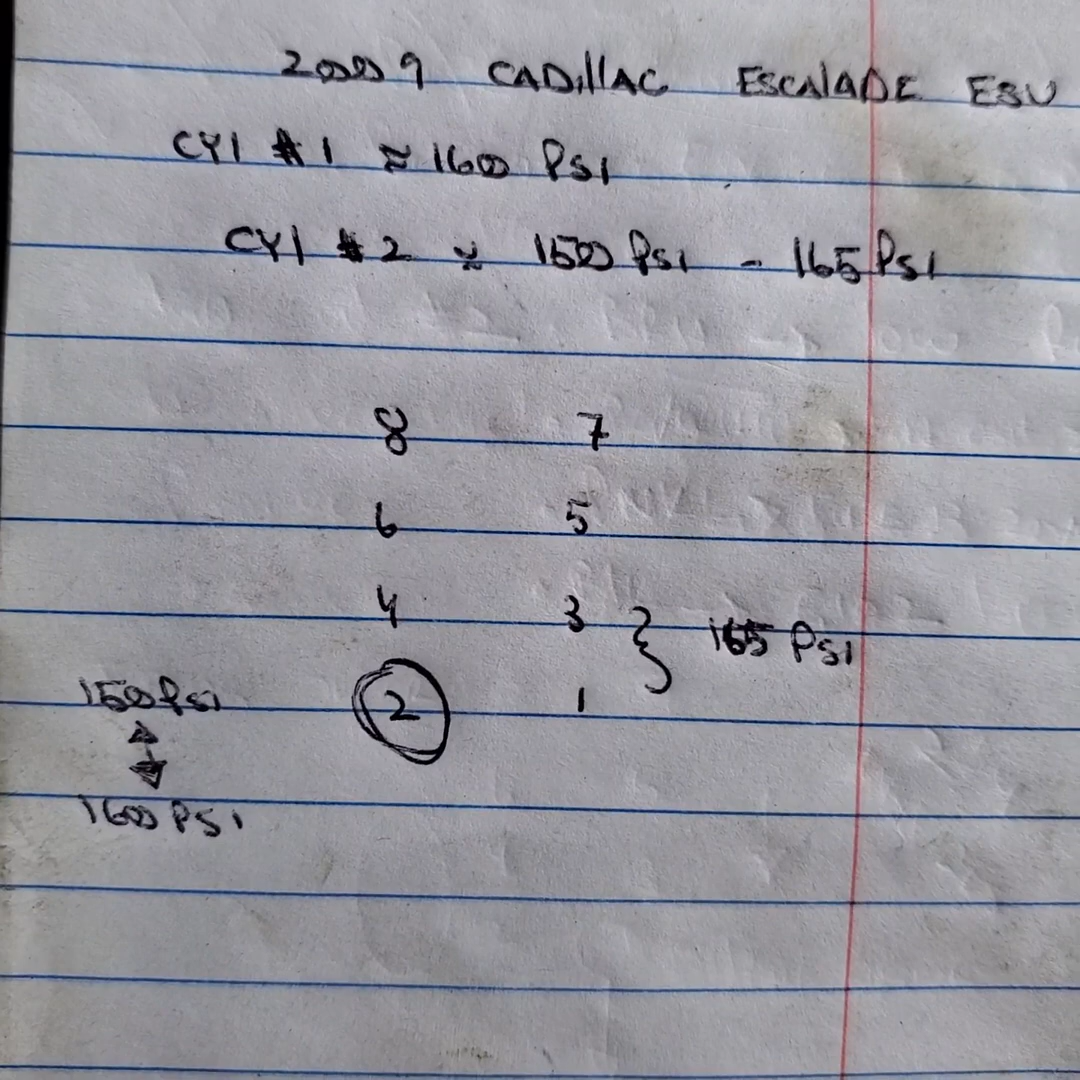 2009 CADillAC ESCAlADE ESV
CYl #1 ≈ 160 PSI
CYl #2 ≈ 150 PSI - 165 PSI
8 7
6 5
4 3 } 165 PSI
150 PSI 2 1
160 PSI